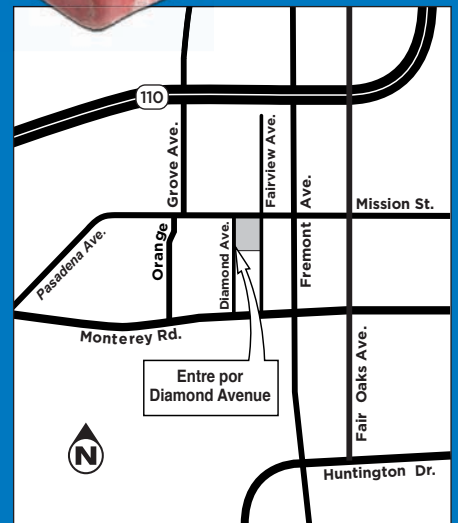 110
Grove Ave.
Fairview Ave.
Mission St.
Pasadena Ave.
Orange
Diamond Ave.
Fremont Ave.
Monterey Rd.
Entre por
Diamond Avenue
Fair Oaks Ave.
N
Huntington Dr.